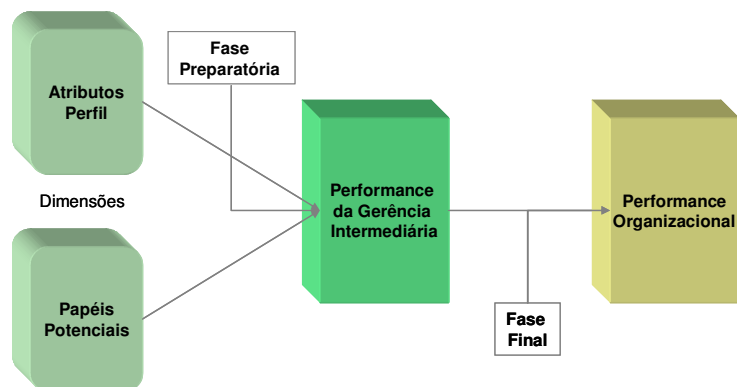 Fase
Preparatória
Atributos
Perfil
Dimensões
Performance
da Gerência
Intermediária
Performance
Organizacional
Papéis
Potenciais
Fase
Final